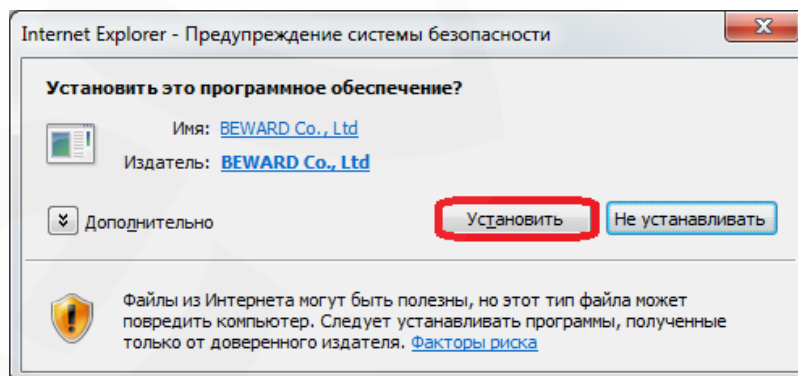 Internet Explorer - Предупреждение системы безопасности
Установить это программное обеспечение?
Имя: BEWARD Co., Ltd
Издатель: BEWARD Co., Ltd
Дополнительно Установить Не устанавливать
Файлы из Интернета могут быть полезны, но этот тип файла может
повредить компьютер. Следует устанавливать программы, полученные
только от доверенного издателя. Факторы риска